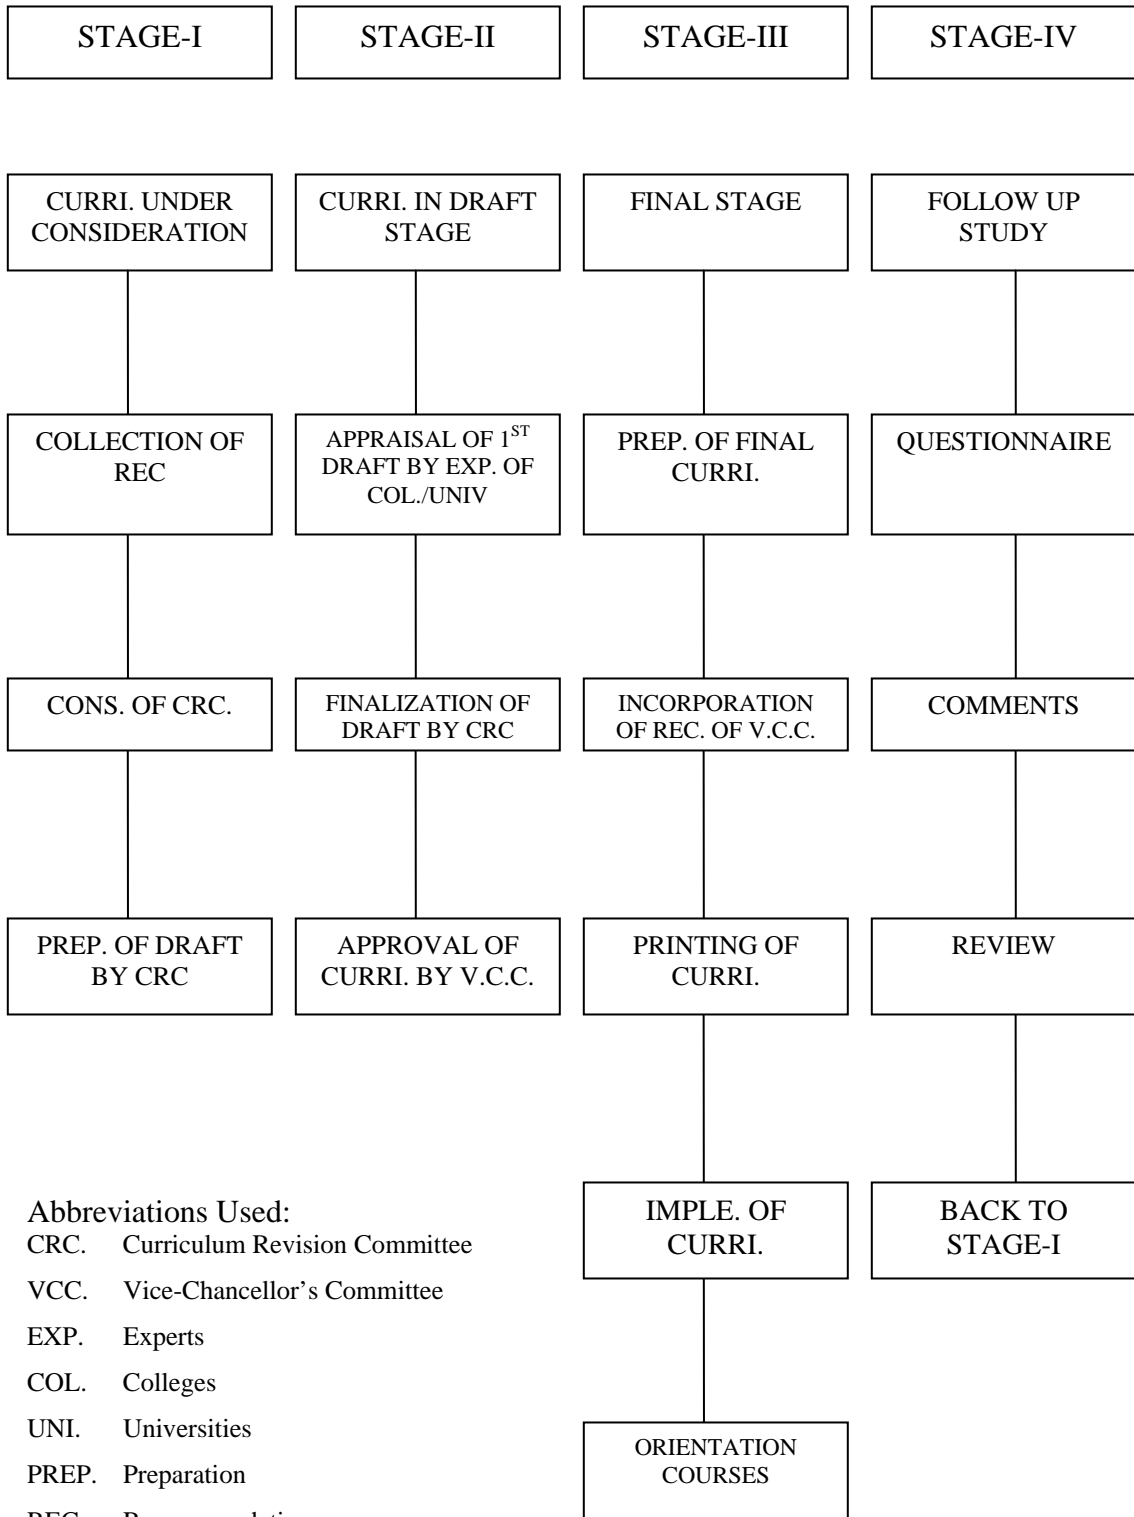 STAGE-I
STAGE-II
STAGE-III
STAGE-IV
CURRI. UNDER
CONSIDERATION
CURRI. IN DRAFT
STAGE
FINAL STAGE
FOLLOW UP
STUDY
COLLECTION OF
REC
APPRAISAL OF 1ST
DRAFT BY EXP. OF
COL./UNIV
PREP. OF FINAL
CURRI.
QUESTIONNAIRE
CONS. OF CRC.
FINALIZATION OF
DRAFT BY CRC
INCORPORATION
OF REC. OF V.C.C.
COMMENTS
PREP. OF DRAFT
BY CRC
APPROVAL OF
CURRI. BY V.C.C.
PRINTING OF
CURRI.
REVIEW
IMPLE. OF
CURRI.
BACK TO
STAGE-I
ORIENTATION
COURSES
Abbreviations Used:
CRC. Curriculum Revision Committee
VCC. Vice-Chancellor’s Committee
EXP. Experts
COL. Colleges
UNI. Universities
PREP. Preparation